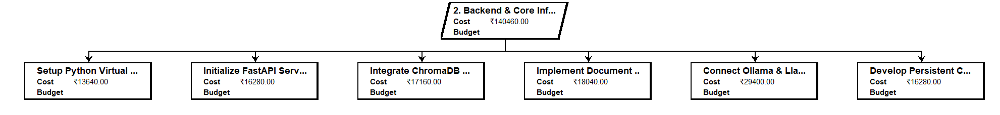 2. Backend & Core Inf...
Cost ₹140460.00
Budget
Setup Python Virtual ...
Cost ₹13640.00
Budget
Initialize FastAPI Serv...
Cost ₹16280.00
Budget
Integrate ChromaDB ...
Cost ₹17160.00
Budget
Implement Document ..
Cost ₹18040.00
Budget
Connect Ollama & Lla...
Cost ₹29400.00
Budget
Develop Persistent C...
Cost ₹16280.00
Budget